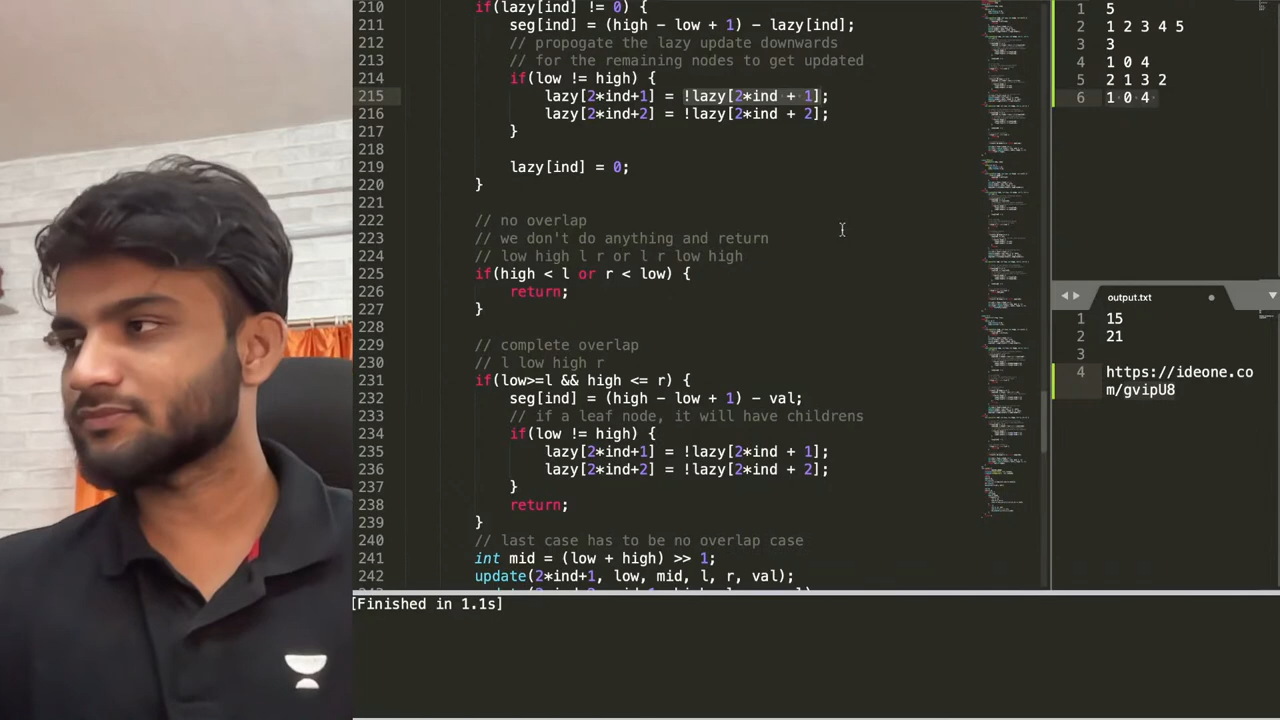 210 if(lazy[ind] != 0) {
211 seg[ind] = (high - low + 1) - lazy[ind];
212 // propogate the lazy update downwards
213 // for the remaining nodes to get updated
214 if(low != high) {
215 lazy[2*ind+1] = !lazy[2*ind + 1];
216 lazy[2*ind+2] = !lazy[2*ind + 2];
217 }
218
219 lazy[ind] = 0;
220 }
221
222 // no overlap
223 // we don't do anything and return
224 // low high l r or l r low high
225 if(high < l or r < low) {
226 return;
227 }
228
229 // complete overlap
230 // l low high r
231 if(low>=l && high <= r) {
232 seg[ind] = (high - low + 1) - val;
233 // if a leaf node, it will have childrens
234 if(low != high) {
235 lazy[2*ind+1] = !lazy[2*ind + 1];
236 lazy[2*ind+2] = !lazy[2*ind + 2];
237 }
238 return;
239 }
240 // last case has to be no overlap case
241 int mid = (low + high) >> 1;
242 update(2*ind+1, low, mid, l, r, val);
[Finished in 1.1s]
1 5
2 1 2 3 4 5
3 3
4 1 0 4
5 2 1 3 2
6 1 0 4
output.txt
1 15
2 21
3
4 https://ideone.co
m/gvipU8